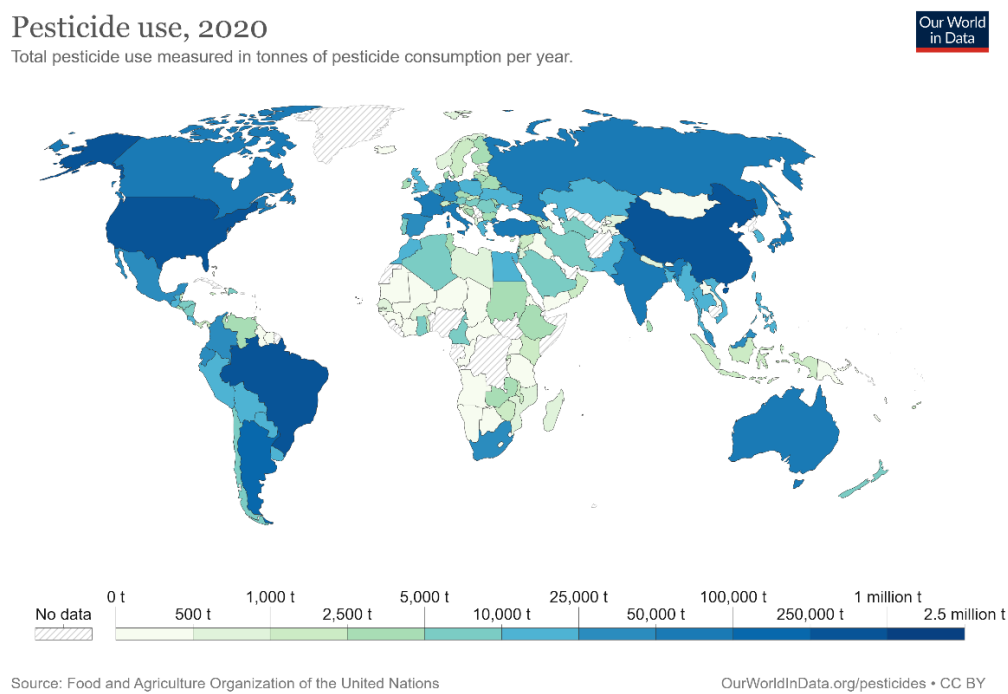 Pesticide use, 2020
Total pesticide use measured in tonnes of pesticide consumption per year.
Our World
in Data
No data
0 t
500 t
1,000 t
2,500 t
5,000 t
10,000 t
25,000 t
50,000 t
100,000 t
250,000 t
1 million t
2.5 million t
Source: Food and Agriculture Organization of the United Nations
OurWorldInData.org/pesticides • CC BY